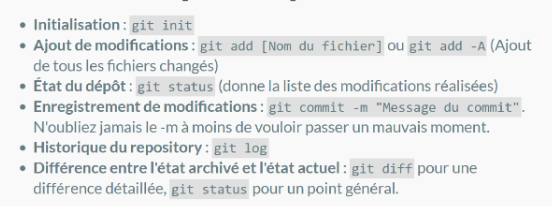 • Initialisation : git init
• Ajout de modifications : git add [Nom du fichier] ou git add -A (Ajout
de tous les fichiers changés)
• État du dépôt : git status (donne la liste des modifications réalisées)
• Enregistrement de modifications : git commit -m "Message du commit".
N'oubliez jamais le -m à moins de vouloir passer un mauvais moment.
• Historique du repository : git log
• Différence entre l'état archivé et l'état actuel : git diff pour une
différence détaillée, git status pour un point général.